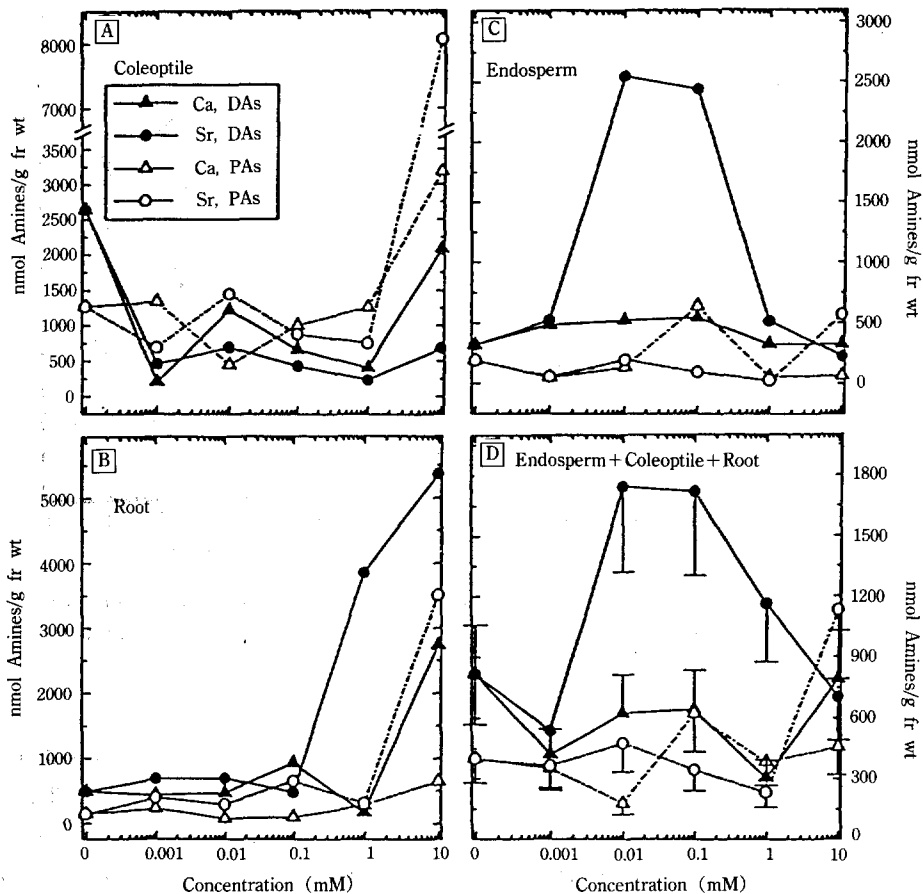 A
Coleoptile
Ca, DAs
Sr, DAs
Ca, PAs
Sr, PAs
nmol Amines/g fr wt
8000
7000
3500
3000
2500
2000
1500
1000
500
0
C
Endosperm
3000
2500
2000
1500
1000
500
0
nmol Amines/g fr wt
B
Root
nmol Amines/g fr wt
5000
4000
3000
2000
1000
0
0
0.001
0.01
0.1
1
10
Concentration (mM)
D
Endosperm+Coleoptile+Root
1800
1500
1200
900
600
300
0
nmol Amines/g fr wt
0
0.001
0.01
0.1
1
10
Concentration (mM)